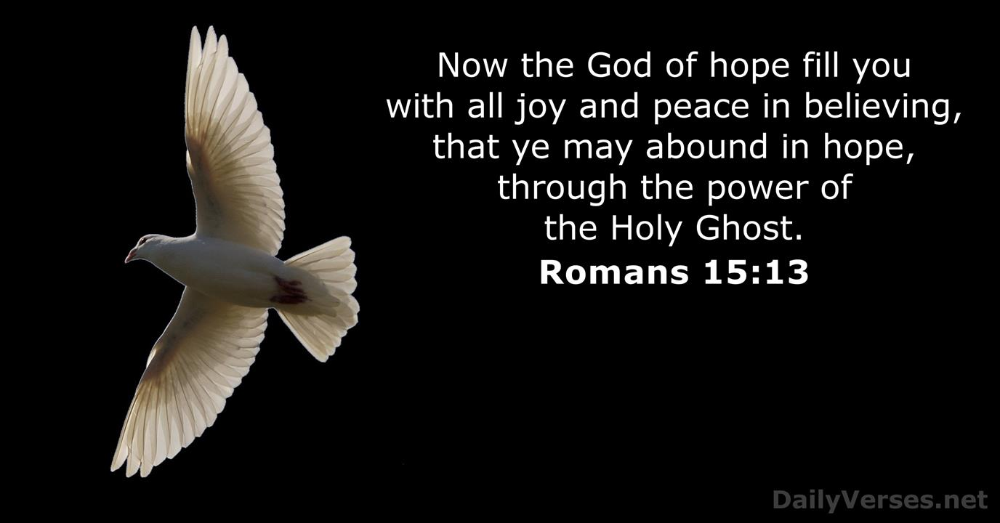 Now the God of hope fill you
with all joy and peace in believing,
that ye may abound in hope,
through the power of
the Holy Ghost.
Romans 15:13
DailyVerses.net